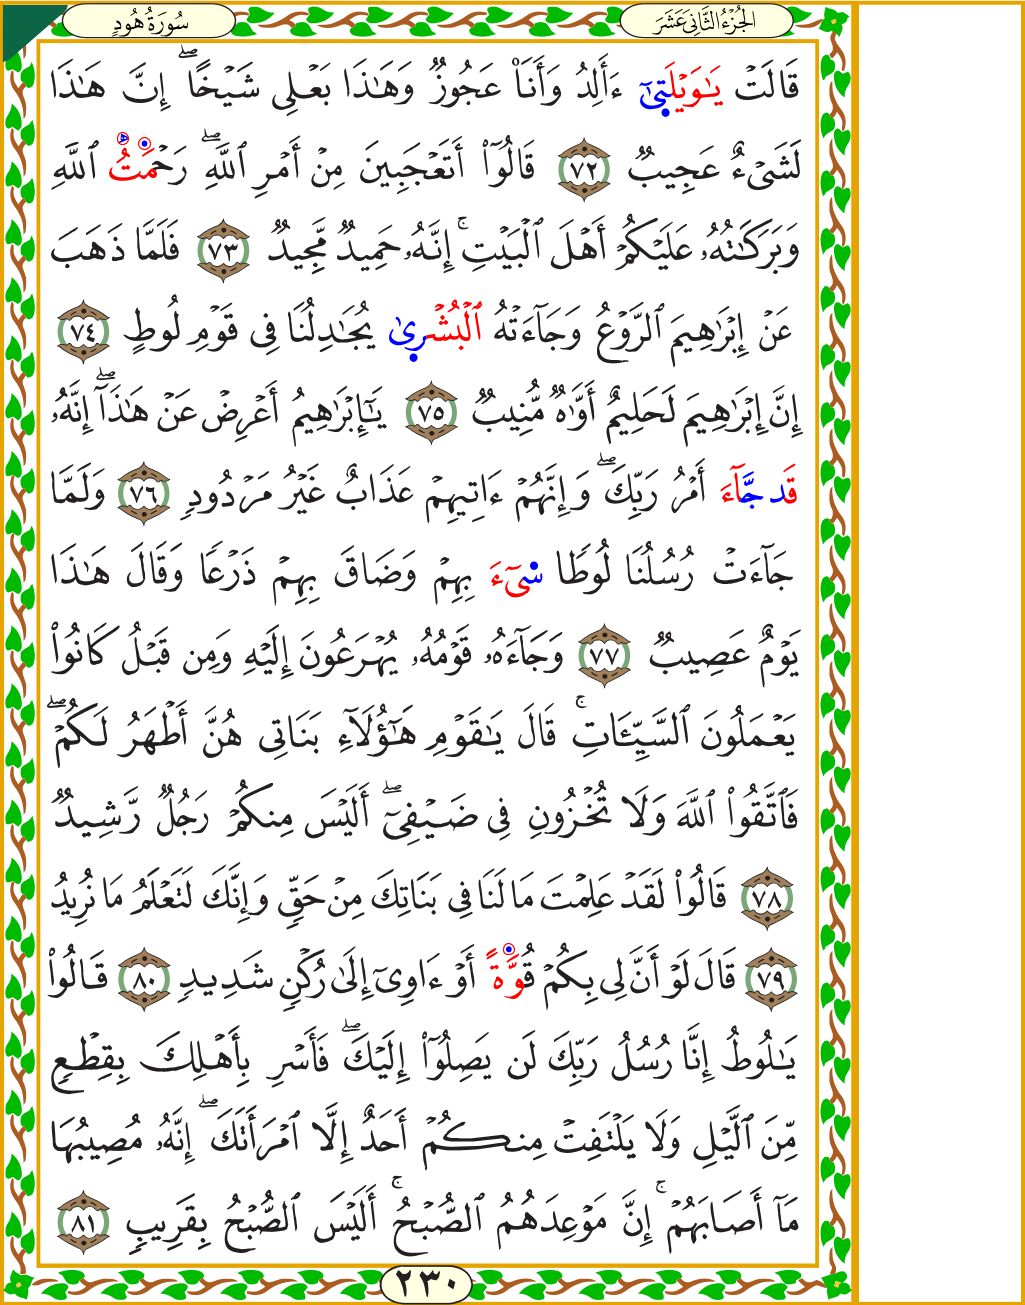 سُورَةُ هُودٍ
الجُزْءُ الثَّانِي عَشَرَ
قَالَتْ يَٰوَيْلَتِىٰٓ ءَأَلِدُ وَأَنَا۠ عَجُوزٌ وَهَٰذَا بَعْلِى شَيْخًا ۖ إِنَّ هَٰذَا
لَشَىْءٌ عَجِيبٌ ٧٢ قَالُوٓا۟ أَتَعْجَبِينَ مِنْ أَمْرِ ٱللَّهِ ۖ رَحْمَتُ ٱللَّهِ
وَبَرَكَٰتُهُۥ عَلَيْكُمْ أَهْلَ ٱلْبَيْتِ ۚ إِنَّهُۥ حَمِيدٌ مَّجِيدٌ ٧٣ فَلَمَّا ذَهَبَ
عَنْ إِبْرَٰهِيمَ ٱلرَّوْعُ وَجَآءَتْهُ ٱلْبُشْرِىٰ يُجَٰدِلُنَا فِى قَوْمِ لُوطٍ ٧٤
إِنَّ إِبْرَٰهِيمَ لَحَلِيمٌ أَوَّٰهٌ مُّنِيبٌ ٧٥ يَٰٓإِبْرَٰهِيمُ أَعْرِضْ عَنْ هَٰذَآ ۖ إِنَّهُۥ
قَد جَّآءَ أَمْرُ رَبِّكَ ۖ وَإِنَّهُمْ ءَاتِيهِمْ عَذَابٌ غَيْرُ مَرْدُودٍ ٧٦ وَلَمَّا
جَآءَتْ رُسُلُنَا لُوطًا سِىٓءَ بِهِمْ وَضَاقَ بِهِمْ ذَرْعًا وَقَالَ هَٰذَا
يَوْمٌ عَصِيبٌ ٧٧ وَجَآءَهُۥ قَوْمُهُۥ يُهْرَعُونَ إِلَيْهِ وَمِن قَبْلُ كَانُوا۟
يَعْمَلُونَ ٱلسَّيِّـَٔاتِ ۚ قَالَ يَٰقَوْمِ هَٰٓؤُلَآءِ بَنَاتِى هُنَّ أَطْهَرُ لَكُمْ ۖ
فَٱتَّقُوا۟ ٱللَّهَ وَلَا تُخْزُونِ فِى ضَيْفِىٓ ۖ أَلَيْسَ مِنكُمْ رَجُلٌ رَّشِيدٌ
٧٨ قَالُوا۟ لَقَدْ عَلِمْتَ مَا لَنَا فِى بَنَاتِكَ مِنْ حَقٍّ وَإِنَّكَ لَتَعْلَمُ مَا نُرِيدُ
٧٩ قَالَ لَوْ أَنَّ لِى بِكُمْ قُوَّةً أَوْ ءَاوِىٓ إِلَىٰ رُكْنٍ شَدِيدٍ ٨٠ قَالُوا۟
يَٰلُوطُ إِنَّا رُسُلُ رَبِّكَ لَن يَصِلُوٓا۟ إِلَيْكَ ۖ فَأَسْرِ بِأَهْلِكَ بِقِطْعٍ
مِّنَ ٱلَّيْلِ وَلَا يَلْتَفِتْ مِنكُمْ أَحَدٌ إِلَّا ٱمْرَأَتَكَ ۖ إِنَّهُۥ مُصِيبُهَا
مَآ أَصَابَهُمْ ۚ إِنَّ مَوْعِدَهُمُ ٱلصُّبْحُ ۚ أَلَيْسَ ٱلصُّبْحُ بِقَرِيبٍ ٨١
٢٣٠